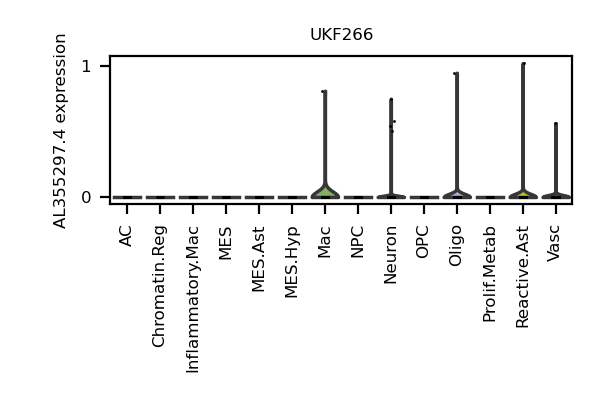 UKF266
AL355297.4 expression
1
0
AC
Chromatin.Reg
Inflammatory.Mac
MES
MES.Ast
MES.Hyp
Mac
NPC
Neuron
OPC
Oligo
Prolif.Metab
Reactive.Ast
Vasc